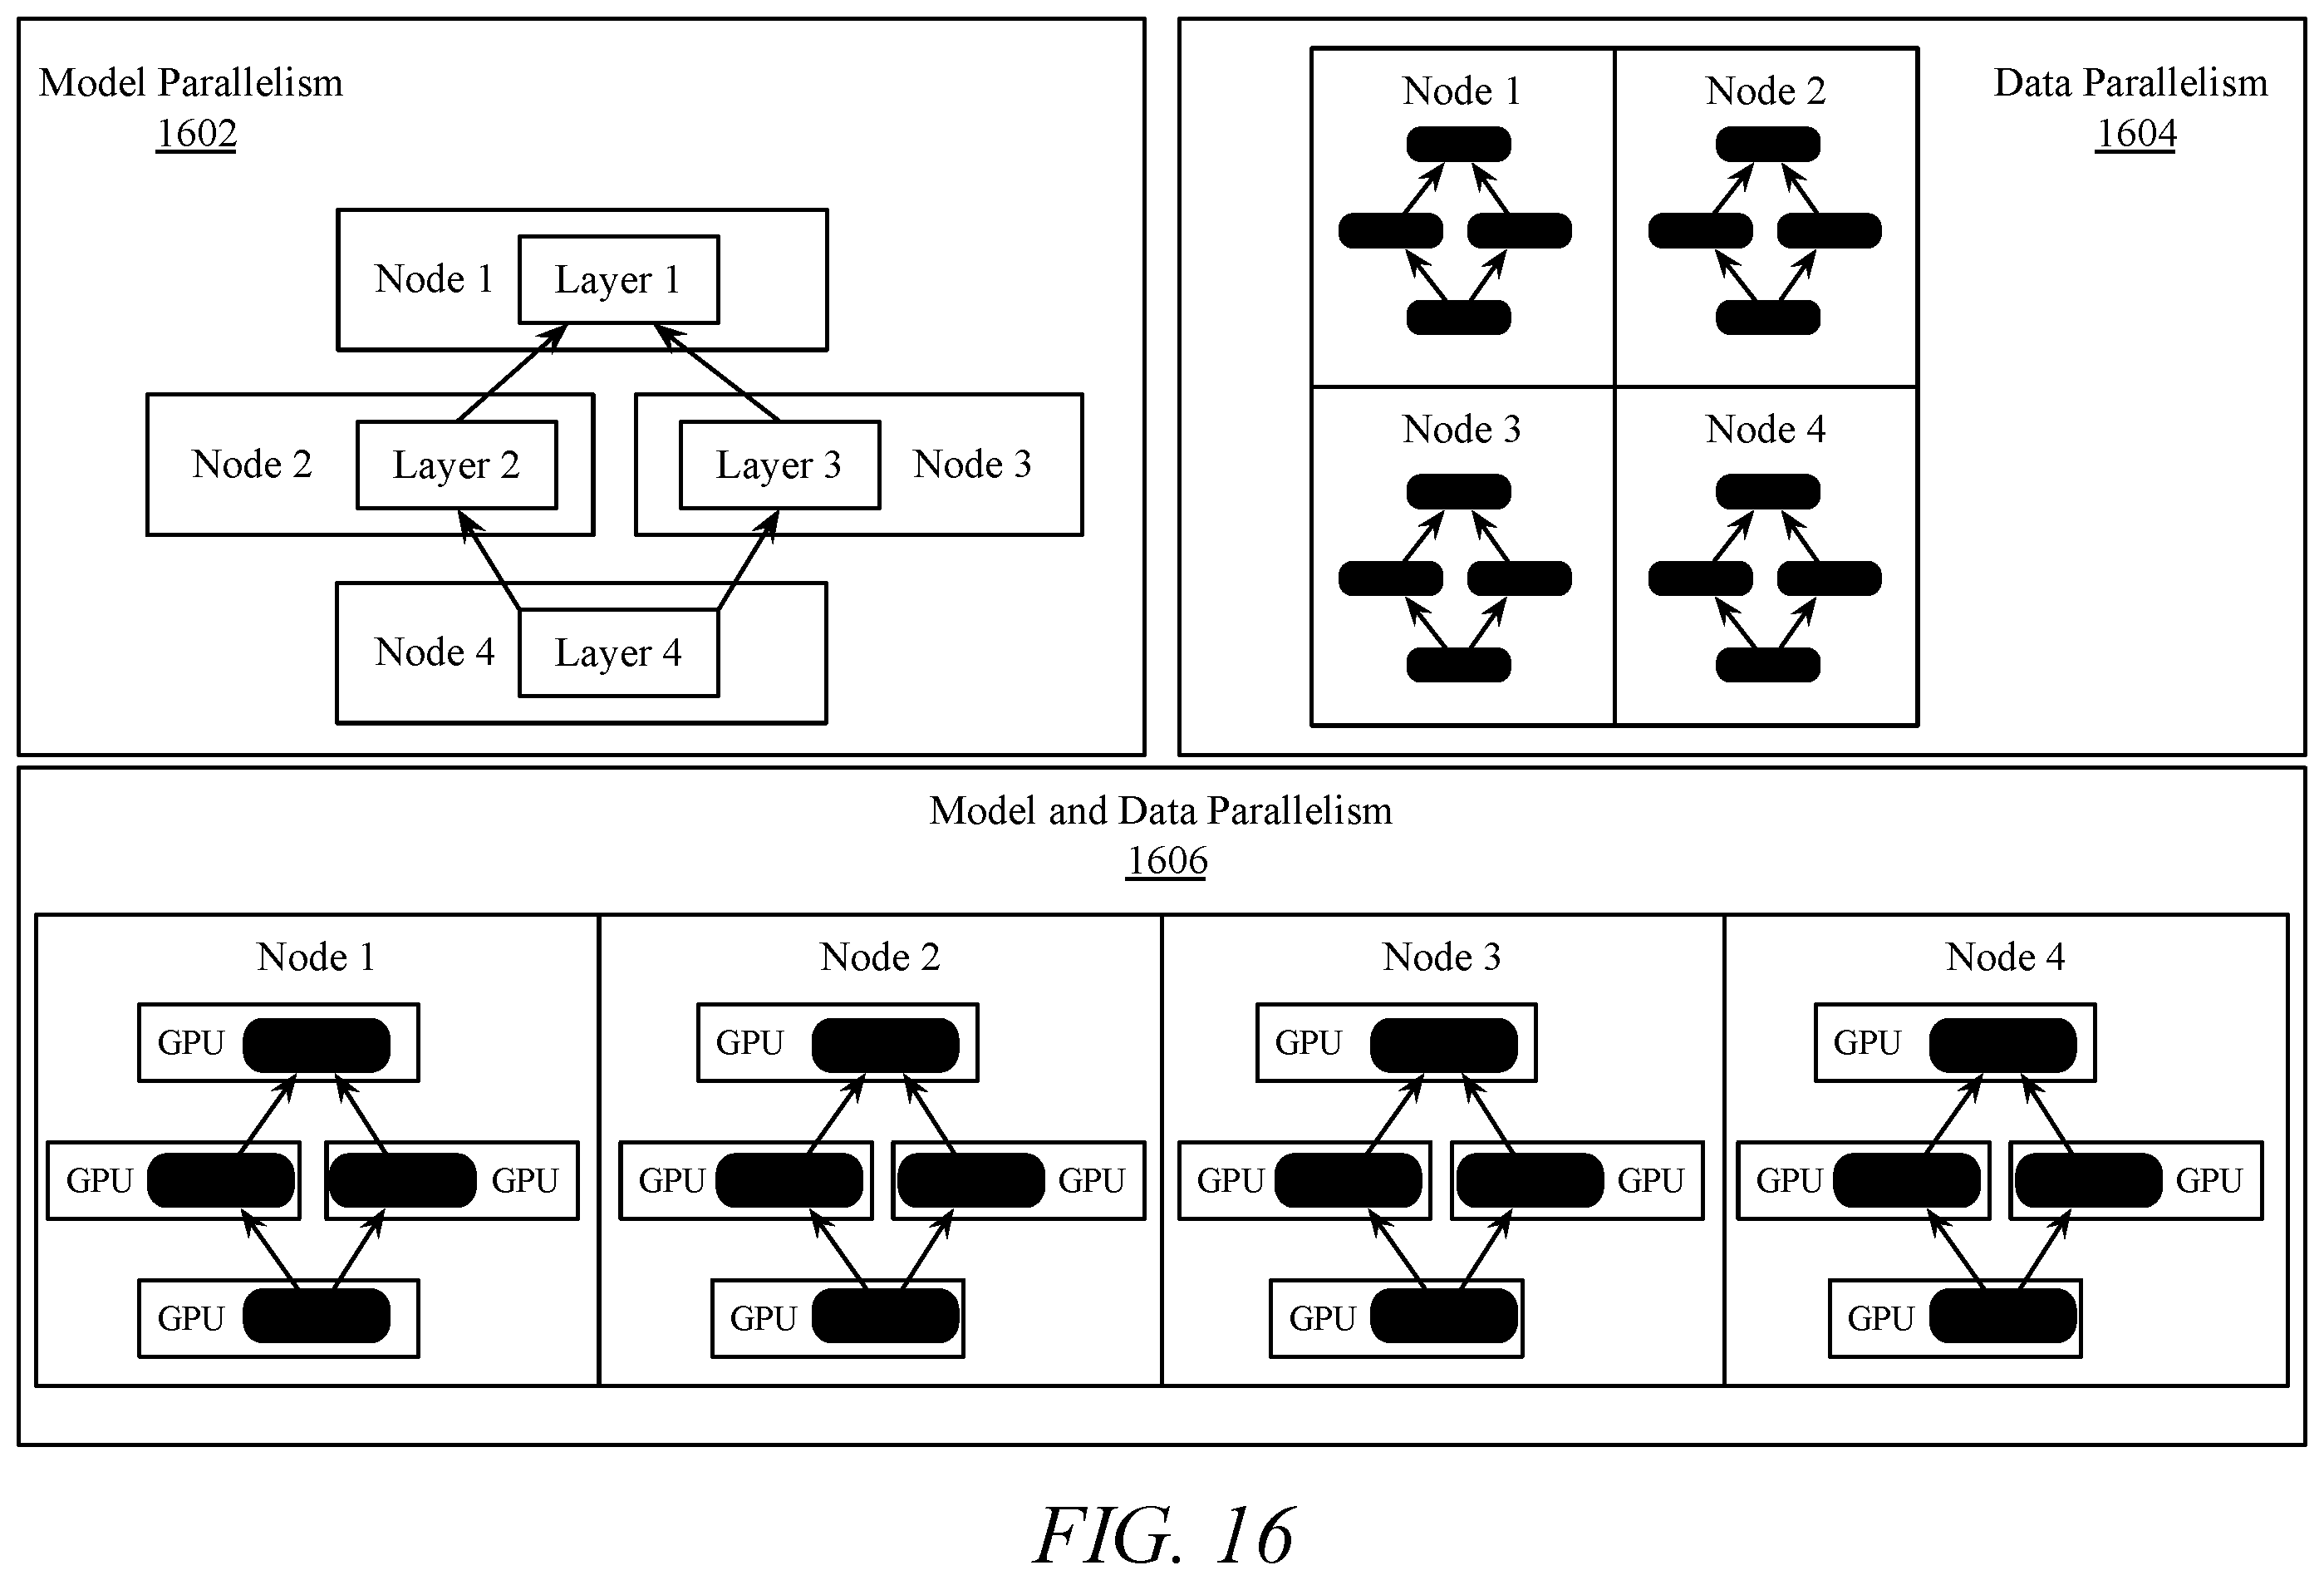 Model Parallelism
1602
Node 1
Layer 1
Node 2
Layer 2
Layer 3
Node 3
Node 4
Layer 4
Data Parallelism
1604
Node 1
Node 2
Node 3
Node 4
Model and Data Parallelism
1606
Node 1
GPU
GPU
GPU
GPU
Node 2
GPU
GPU
GPU
GPU
Node 3
GPU
GPU
GPU
GPU
Node 4
GPU
GPU
GPU
GPU
FIG. 16